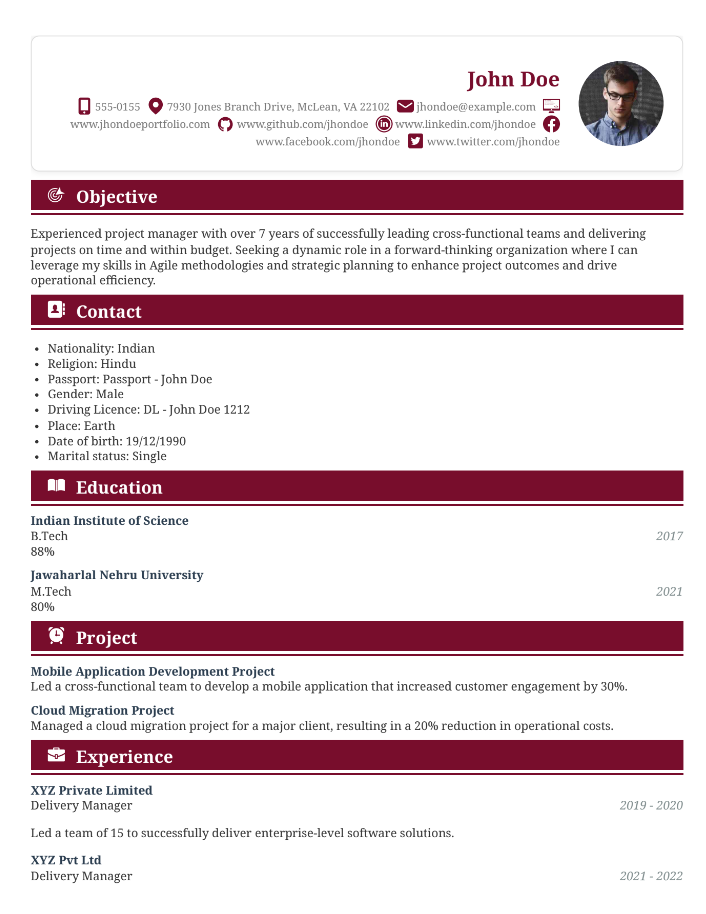 John Doe
555-0155 7930 Jones Branch Drive, McLean, VA 22102 jhondoe@example.com
www.jhondoeportfolio.com www.github.com/jhondoe www.linkedin.com/jhondoe
www.facebook.com/jhondoe www.twitter.com/jhondoe
Objective
Experienced project manager with over 7 years of successfully leading cross-functional teams and delivering
projects on time and within budget. Seeking a dynamic role in a forward-thinking organization where I can
leverage my skills in Agile methodologies and strategic planning to enhance project outcomes and drive
operational efficiency.
Contact
• Nationality: Indian
• Religion: Hindu
• Passport: Passport - John Doe
• Gender: Male
• Driving Licence: DL - John Doe 1212
• Place: Earth
• Date of birth: 19/12/1990
• Marital status: Single
Education
Indian Institute of Science
B.Tech 2017
88%
Jawaharlal Nehru University
M.Tech 2021
80%
Project
Mobile Application Development Project
Led a cross-functional team to develop a mobile application that increased customer engagement by 30%.
Cloud Migration Project
Managed a cloud migration project for a major client, resulting in a 20% reduction in operational costs.
Experience
XYZ Private Limited
Delivery Manager 2019 - 2020
Led a team of 15 to successfully deliver enterprise-level software solutions.
XYZ Pvt Ltd
Delivery Manager 2021 - 2022